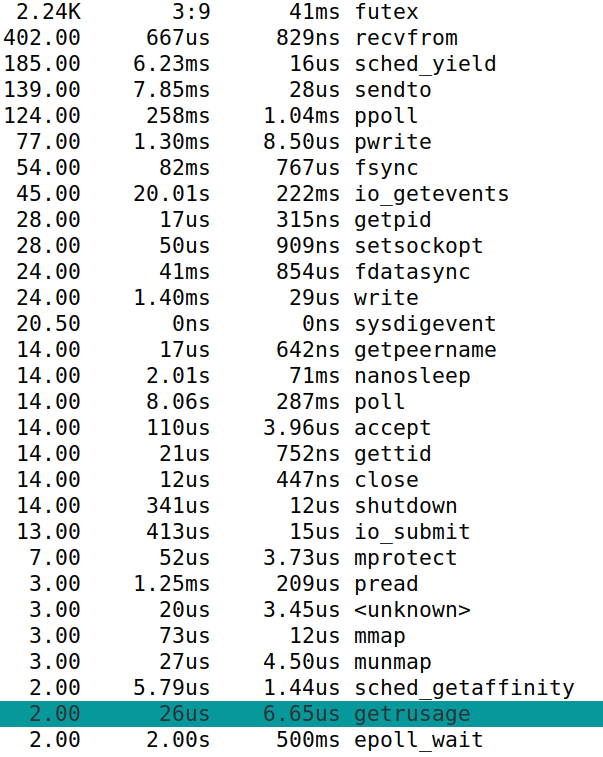 2.24K 3:9 41ms futex
402.00 667us 829ns recvfrom
185.00 6.23ms 16us sched_yield
139.00 7.85ms 28us sendto
124.00 258ms 1.04ms ppoll
77.00 1.30ms 8.50us pwrite
54.00 82ms 767us fsync
45.00 20.01s 222ms io_getevents
28.00 17us 315ns getpid
28.00 50us 909ns setsockopt
24.00 41ms 854us fdatasync
24.00 1.40ms 29us write
20.50 0ns 0ns sysdigevent
14.00 17us 642ns getpeername
14.00 2.01s 71ms nanosleep
14.00 8.06s 287ms poll
14.00 110us 3.96us accept
14.00 21us 752ns gettid
14.00 12us 447ns close
14.00 341us 12us shutdown
13.00 413us 15us io_submit
7.00 52us 3.73us mprotect
3.00 1.25ms 209us pread
3.00 20us 3.45us <unknown>
3.00 73us 12us mmap
3.00 27us 4.50us munmap
2.00 5.79us 1.44us sched_getaffinity
2.00 26us 6.65us getrusage
2.00 2.00s 500ms epoll_wait